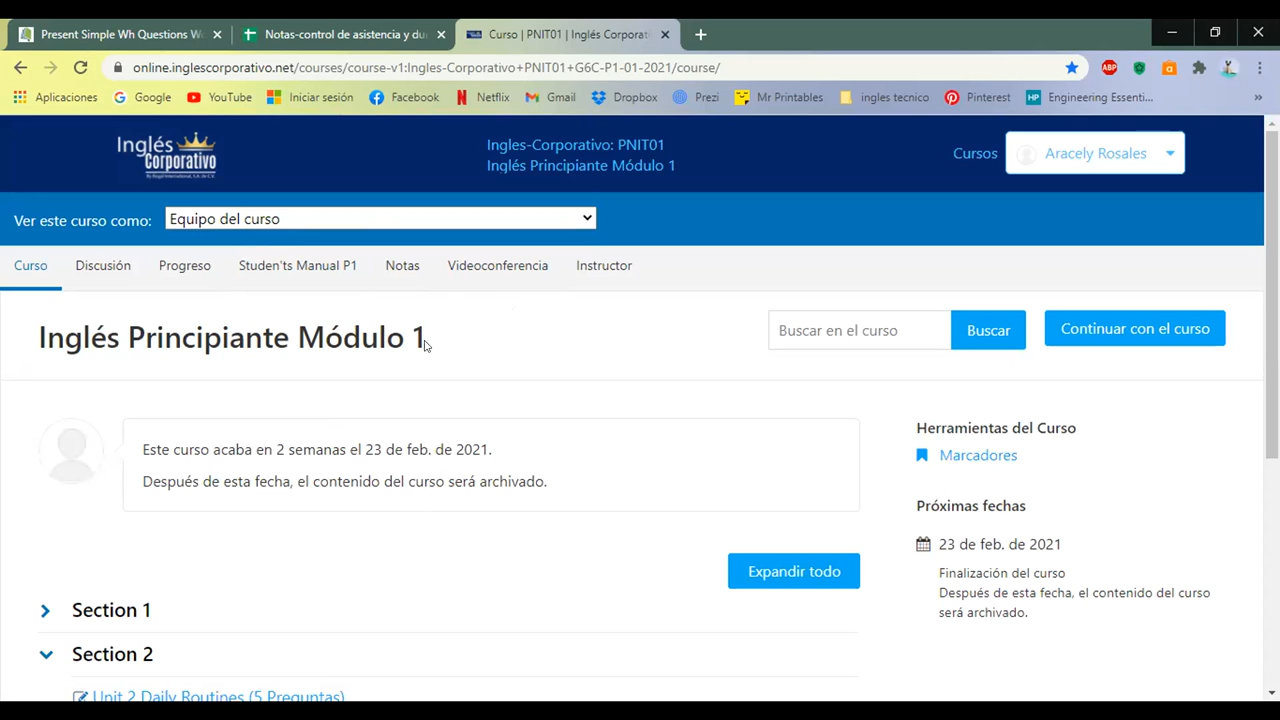 Present Simple Wh Questions Wo
Notas-control de asistencia y du
Curso | PNIT01 | Inglés Corporat
online.inglescorporativo.net/courses/course-v1:Ingles-Corporativo+PNIT01+G6C-P1-01-2021/course/
ABP
Aplicaciones
Google
YouTube
Iniciar sesión
Facebook
Netflix
Gmail
Dropbox
Prezi
Mr Printables
ingles tecnico
Pinterest
HP
Engineering Essenti...
Inglés
Corporativo
Ingles-Corporativo: PNIT01
Inglés Principiante Módulo 1
Cursos
Aracely Rosales
Ver este curso como:
Equipo del curso
Curso
Discusión
Progreso
Studen'ts Manual P1
Notas
Videoconferencia
Instructor
Inglés Principiante Módulo 1
Buscar en el curso
Buscar
Continuar con el curso
Este curso acaba en 2 semanas el 23 de feb. de 2021.
Después de esta fecha, el contenido del curso será archivado.
Herramientas del Curso
Marcadores
Próximas fechas
23 de feb. de 2021
Finalización del curso
Después de esta fecha, el contenido del curso
será archivado.
Expandir todo
Section 1
Section 2
Unit 2 Daily Routines (5 Preguntas)